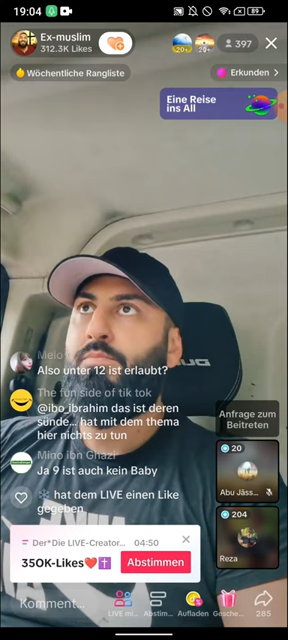 19:04
89
Ex-muslim
312.3K Likes
20+
20+
397
Wöchentliche Rangliste
Erkunden >
Eine Reise
ins All
UG
Melo
Also unter 12 ist erlaubt?
The fun side of tik tok
@ibo_ibrahim das ist deren
sünde... hat mit dem thema
hier nichts zu tun
Mino ibn Ghazi
Ja 9 ist auch kein Baby
hat dem LIVE einen Like
gegeben
Anfrage zum
Beitreten
20
Abu Jäss...
204
Reza
Der*Die LIVE-Creator... 04:50
350K-Likes❤️✝️
Abstimmen
Komment...
LIVE mi...
Abstim...
Aufladen
Gesche...
285